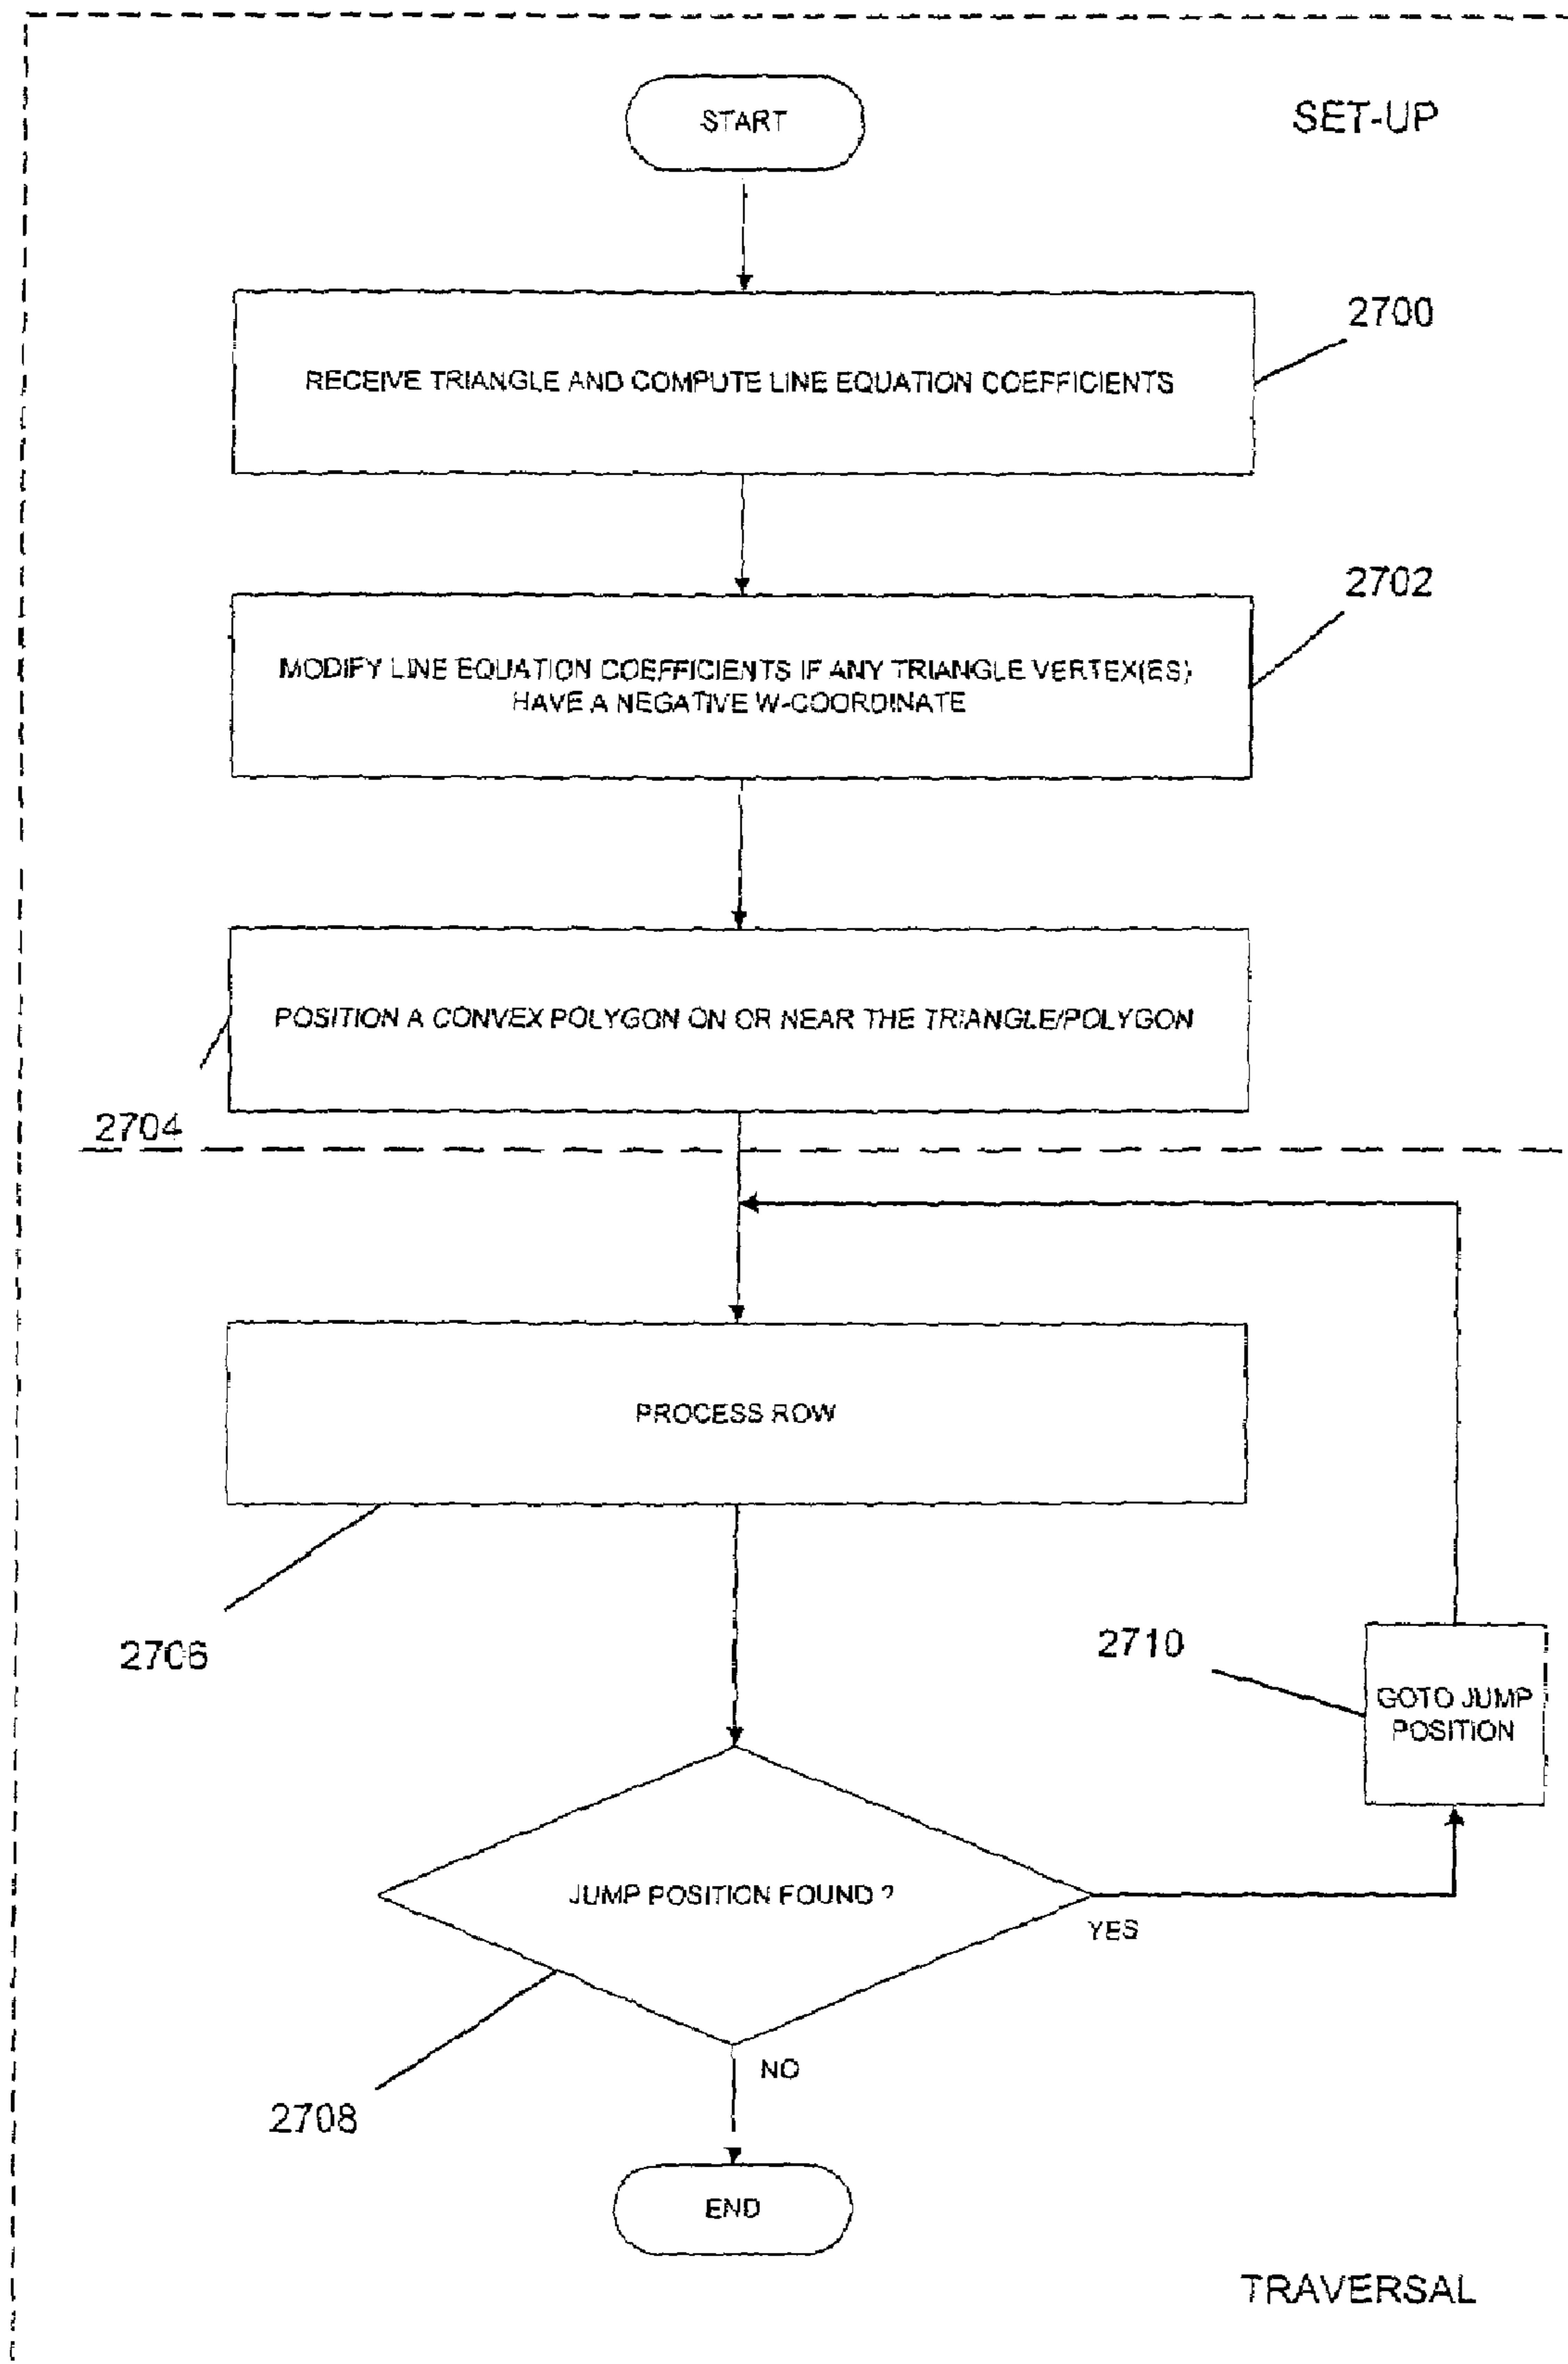 START
SET-UP
2700
RECEIVE TRIANGLE AND COMPUTE LINE EQUATION COEFFICIENTS
2702
MODIFY LINE EQUATION COEFFICIENTS IF ANY TRIANGLE VERTEX(ES)
HAVE A NEGATIVE W-COORDINATE
POSITION A CONVEX POLYGON ON OR NEAR THE TRIANGLE/POLYGON
2704
PROCESS ROW
2706
2710
GOTO JUMP
POSITION
JUMP POSITION FOUND ?
YES
NO
2708
END
TRAVERSAL